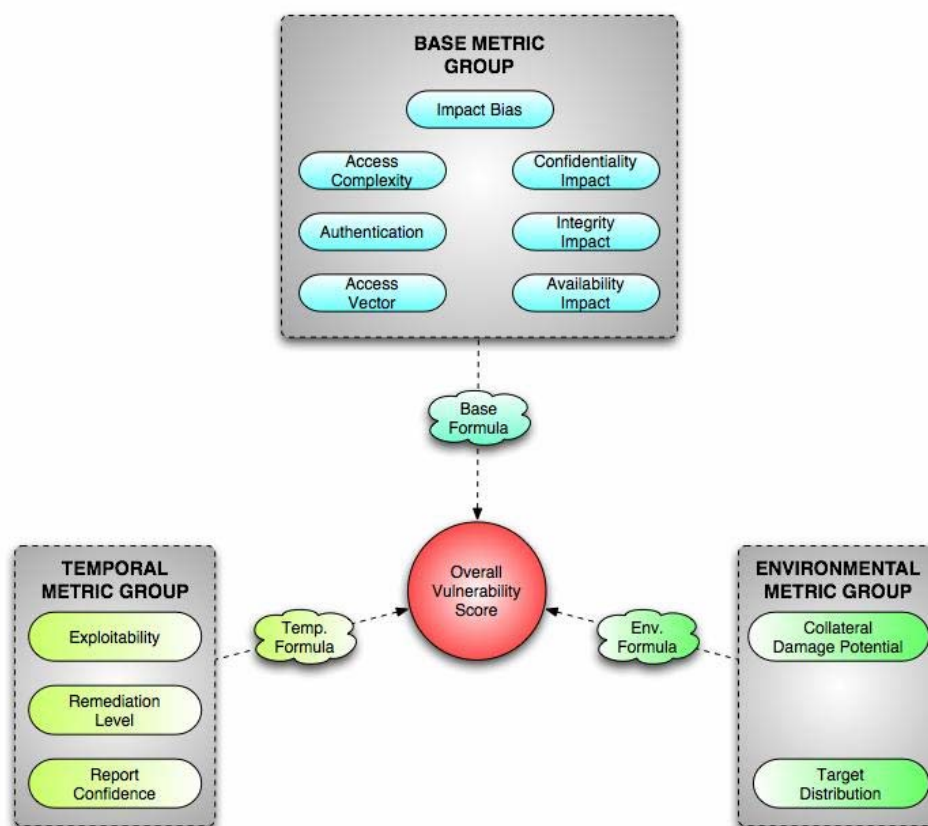 BASE METRIC
GROUP
Impact Bias
Access
Complexity
Confidentiality
Impact
Authentication
Integrity
Impact
Access
Vector
Availability
Impact
Base
Formula
Overall
Vulnerability
Score
TEMPORAL
METRIC GROUP
Exploitability
Remediation
Level
Report
Confidence
Temp.
Formula
Env.
Formula
ENVIRONMENTAL
METRIC GROUP
Collateral
Damage Potential
Target
Distribution